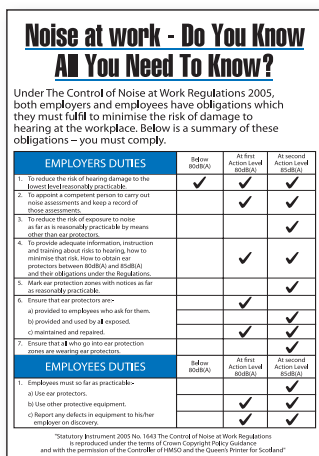 Noise at work - Do You Know
All You Need To Know?
Under The Control of Noise at Work Regulations 2005,
both employers and employees have obligations which
they must fulfil to minimise the risk of damage to
hearing at the workplace. Below is a summary of these
obligations – you must comply.
EMPLOYERS DUTIES
Below
80dB(A)
At first
Action Level
80dB(A)
At second
Action Level
85dB(A)
1. To reduce the risk of hearing damage to the
lowest level reasonably practicable.
2. To appoint a competent person to carry out
noise assessments and keep a record of
those assessments.
3. To reduce the risk of exposure to noise
as far as is reasonably practicable by means
other than ear protectors.
4. To provide adequate information, instruction
and training about risks to hearing, how to
minimise that risk. How to obtain ear
protectors between 80dB(A) and 85dB(A)
and their obligations under the Regulations.
5. Mark ear protection zones with notices as far
as reasonably practicable.
6. Ensure that ear protectors are:-
a) provided to employees who ask for them.
b) provided and used by all exposed.
c) maintained and repaired.
7. Ensure that all who go into ear protection
zones are wearing ear protectors.
EMPLOYEES DUTIES
Below
80dB(A)
At first
Action Level
80dB(A)
At second
Action Level
85dB(A)
1. Employees must so far as practicable:-
a) Use ear protectors.
b) Use other protective equipment.
c) Report any defects in equipment to his/her
employer on discovery.
"Statutory Instrument 2005 No. 1643 The Control of Noise at Work Regulations
is reproduced under the terms of Crown Copyright Policy Guidance
and with the permission of the Controller of HMSO and the Queen's Printer for Scotland"